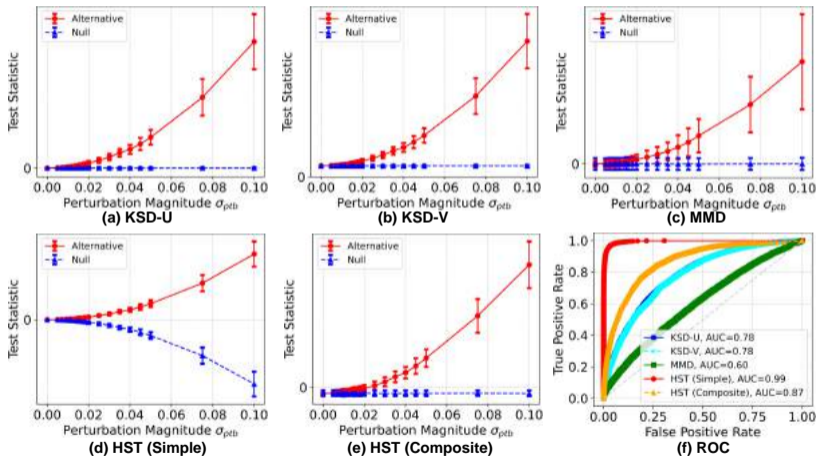 Alternative
Null
Test Statistic
0
0.00 0.02 0.04 0.06 0.08 0.10
Perturbation Magnitude σptb
(a) KSD-U
Alternative
Null
Test Statistic
0
0.00 0.02 0.04 0.06 0.08 0.10
Perturbation Magnitude σptb
(b) KSD-V
Alternative
Null
Test Statistic
0
0.00 0.02 0.04 0.06 0.08 0.10
Perturbation Magnitude σptb
(c) MMD
Alternative
Null
Test Statistic
0
0.00 0.02 0.04 0.06 0.08 0.10
Perturbation Magnitude σptb
(d) HST (Simple)
Alternative
Null
Test Statistic
0
0.00 0.02 0.04 0.06 0.08 0.10
Perturbation Magnitude σptb
(e) HST (Composite)
True Positive Rate
1.0
0.8
0.6
0.4
0.2
0.0
KSD-U, AUC=0.78
KSD-V, AUC=0.78
MMD, AUC=0.60
HST (Simple), AUC=0.99
HST (Composite), AUC=0.87
0.00 0.25 0.50 0.75 1.00
False Positive Rate
(f) ROC